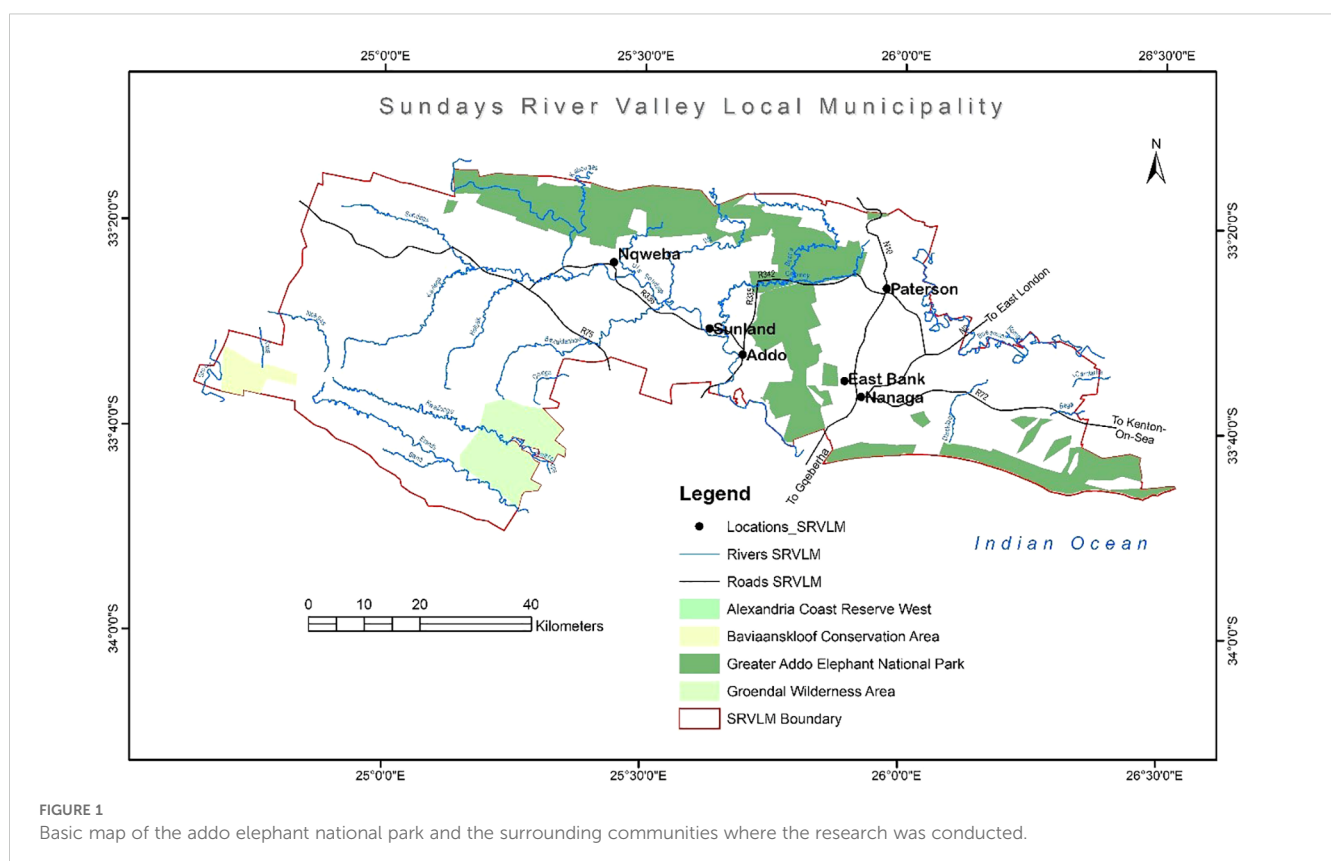 25°0'0"E
25°30'0"E
26°0'0"E
26°30'0"E
Sundays River Valley Local Municipality
N
33°20'0"S
33°20'0"S
Sundays
Nqweba
N10
R342
R335
R336
Paterson
To East London
Sunland
R75
N2
Addo
East Bank
Nanaga
R72
To Kenton-
On-Sea
33°40'0"S
33°40'0"S
To Gqeberha
Legend
Locations_SRVLM
Rivers SRVLM
Roads SRVLM
Alexandria Coast Reserve West
Baviaanskloof Conservation Area
Greater Addo Elephant National Park
Groendal Wilderness Area
SRVLM Boundary
Indian Ocean
0 10 20 40
Kilometers
34°0'0"S
34°0'0"S
25°0'0"E
25°30'0"E
26°0'0"E
26°30'0"E
FIGURE 1
Basic map of the addo elephant national park and the surrounding communities where the research was conducted.